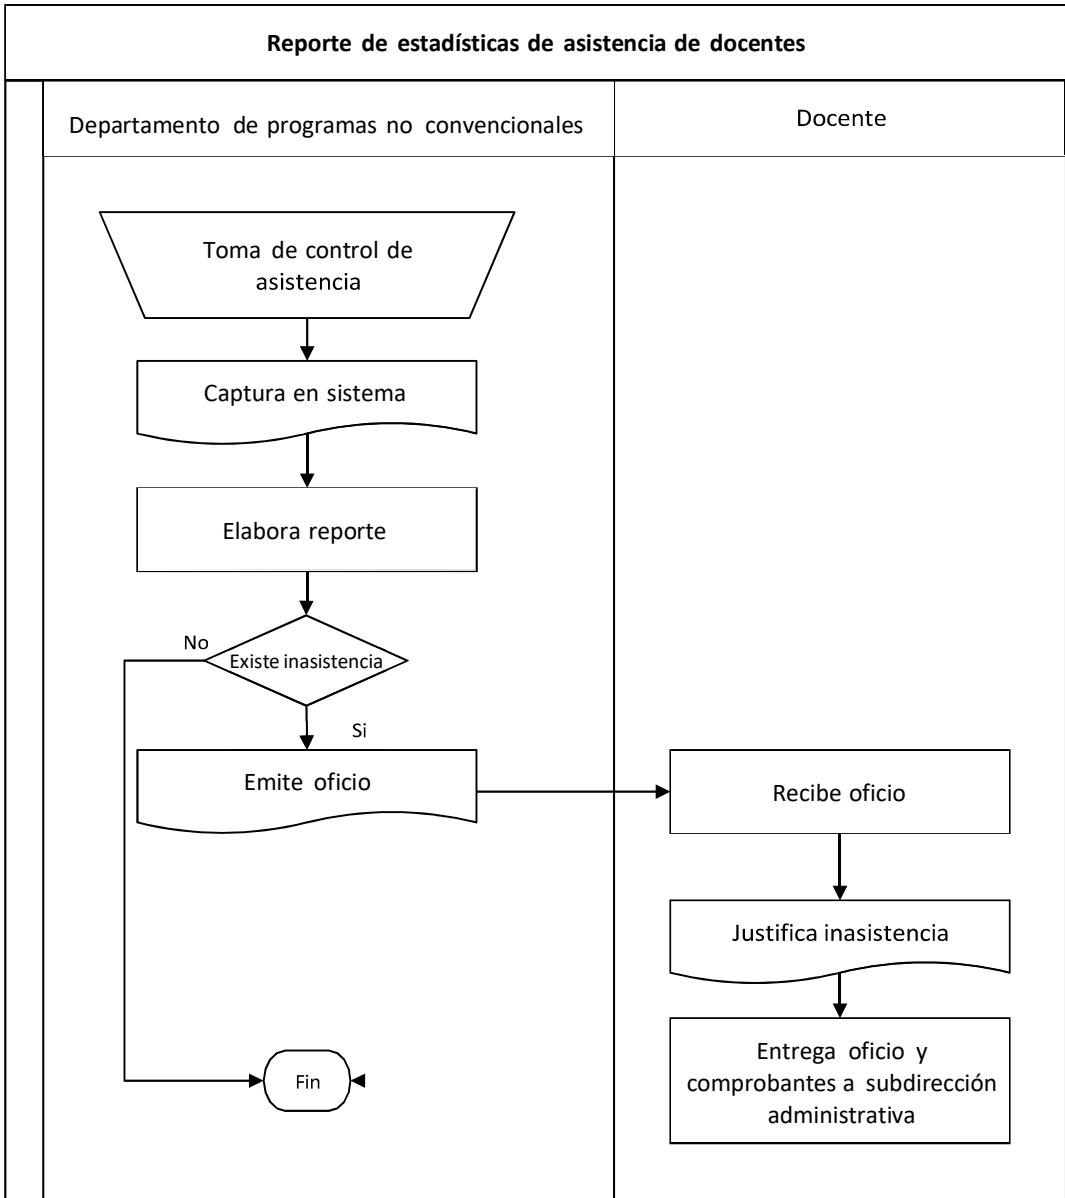 Reporte de estadísticas de asistencia de docentes
Departamento de programas no convencionales
Docente
Toma de control de
asistencia
Captura en sistema
Elabora reporte
No
Existe inasistencia
Si
Emite oficio
Recibe oficio
Justifica inasistencia
Entrega oficio y
comprobantes a subdirección
administrativa
Fin